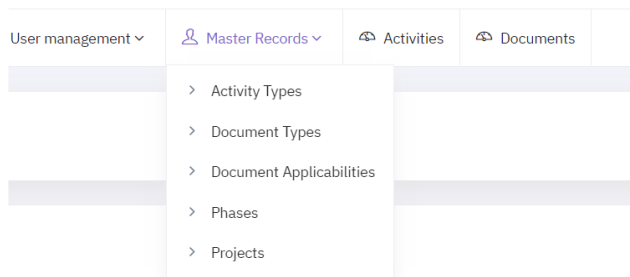 User management Master Records Activities Documents
Activity Types
Document Types
Document Applicabilities
Phases
Projects